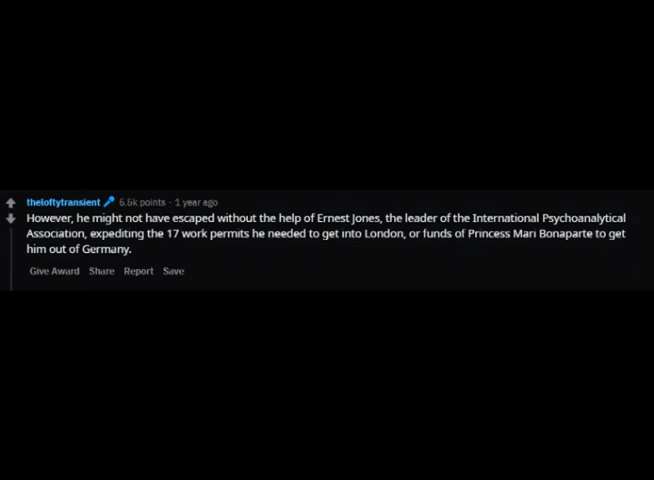 theloftytransient 6.5k points · 1 year ago
However, he might not have escaped without the help of Ernest Jones, the leader of the International Psychoanalytical
Association, expediting the 17 work permits he needed to get into London, or funds of Princess Mari Bonaparte to get
him out of Germany.
Give Award Share Report Save